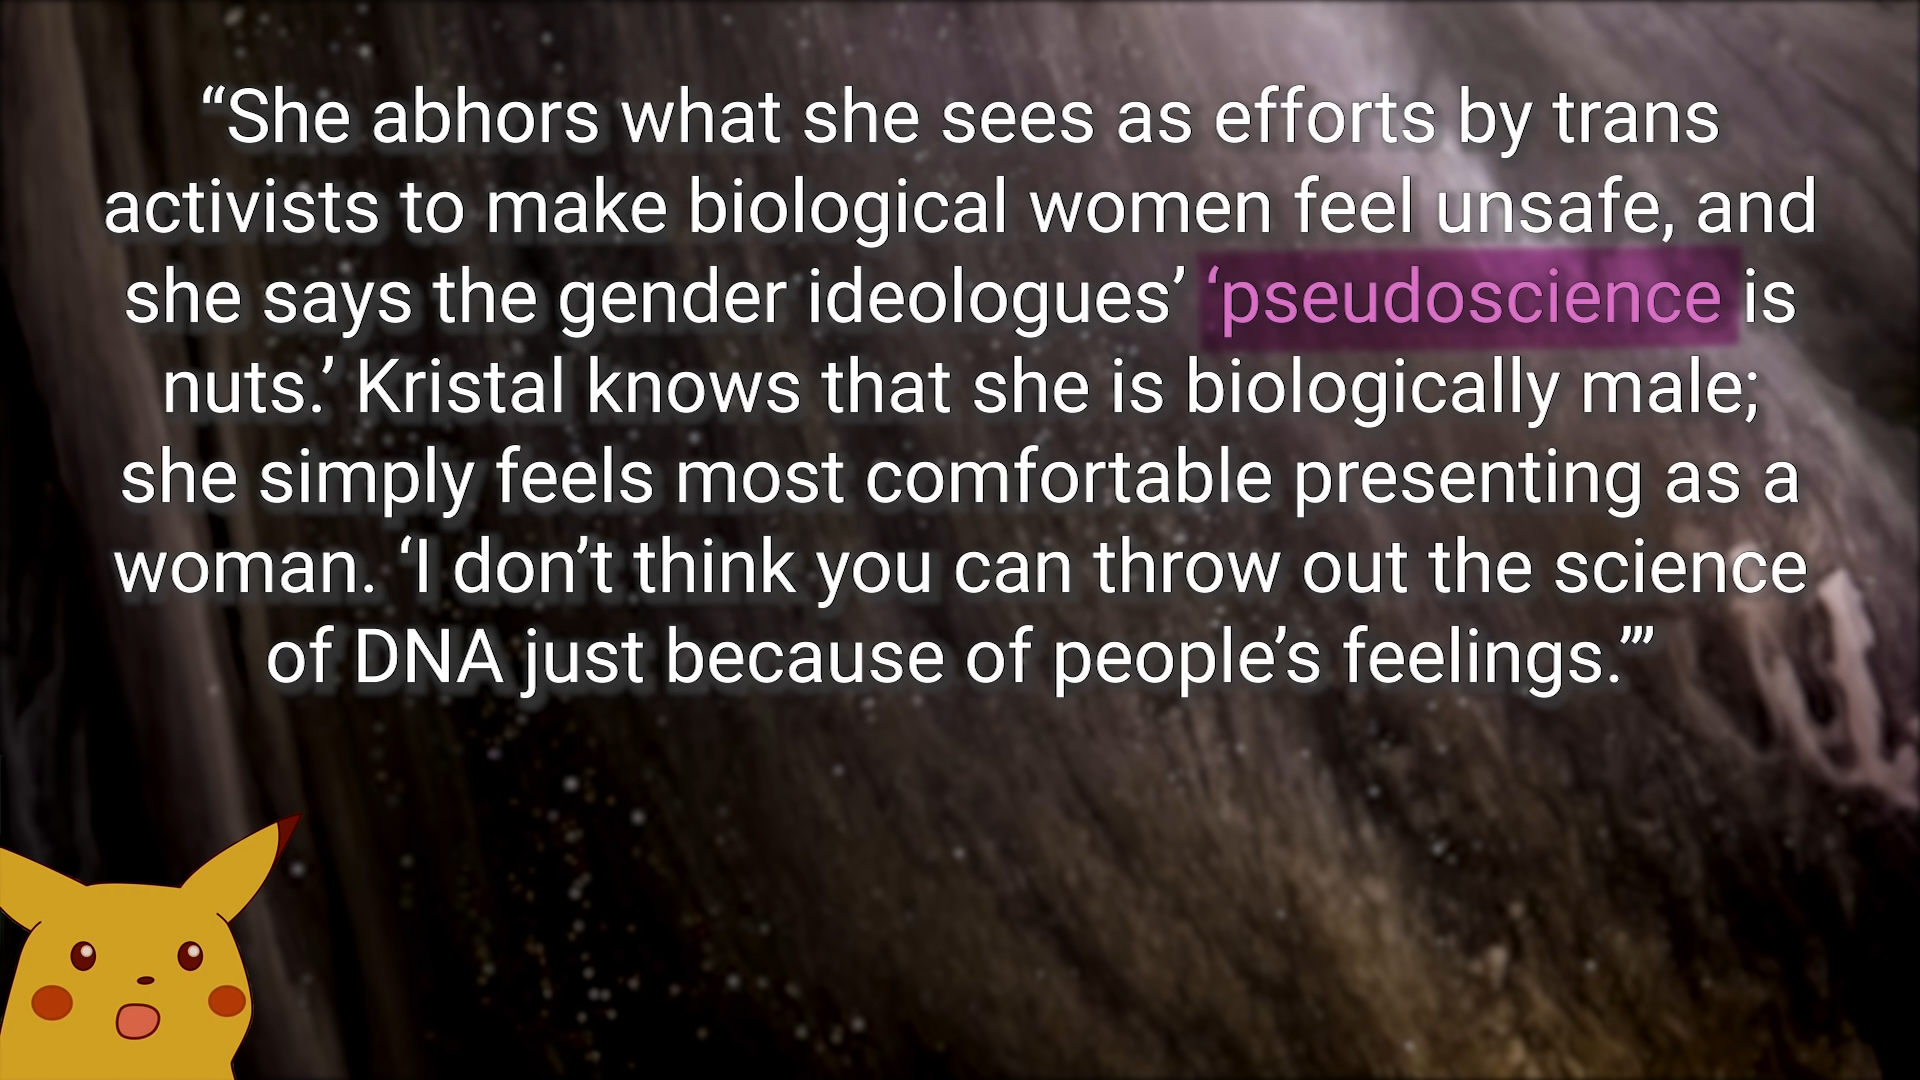 “She abhors what she sees as efforts by trans
activists to make biological women feel unsafe, and
she says the gender ideologues’ ‘pseudoscience is
nuts.’ Kristal knows that she is biologically male;
she simply feels most comfortable presenting as a
woman. ‘I don’t think you can throw out the science
of DNA just because of people’s feelings.’”